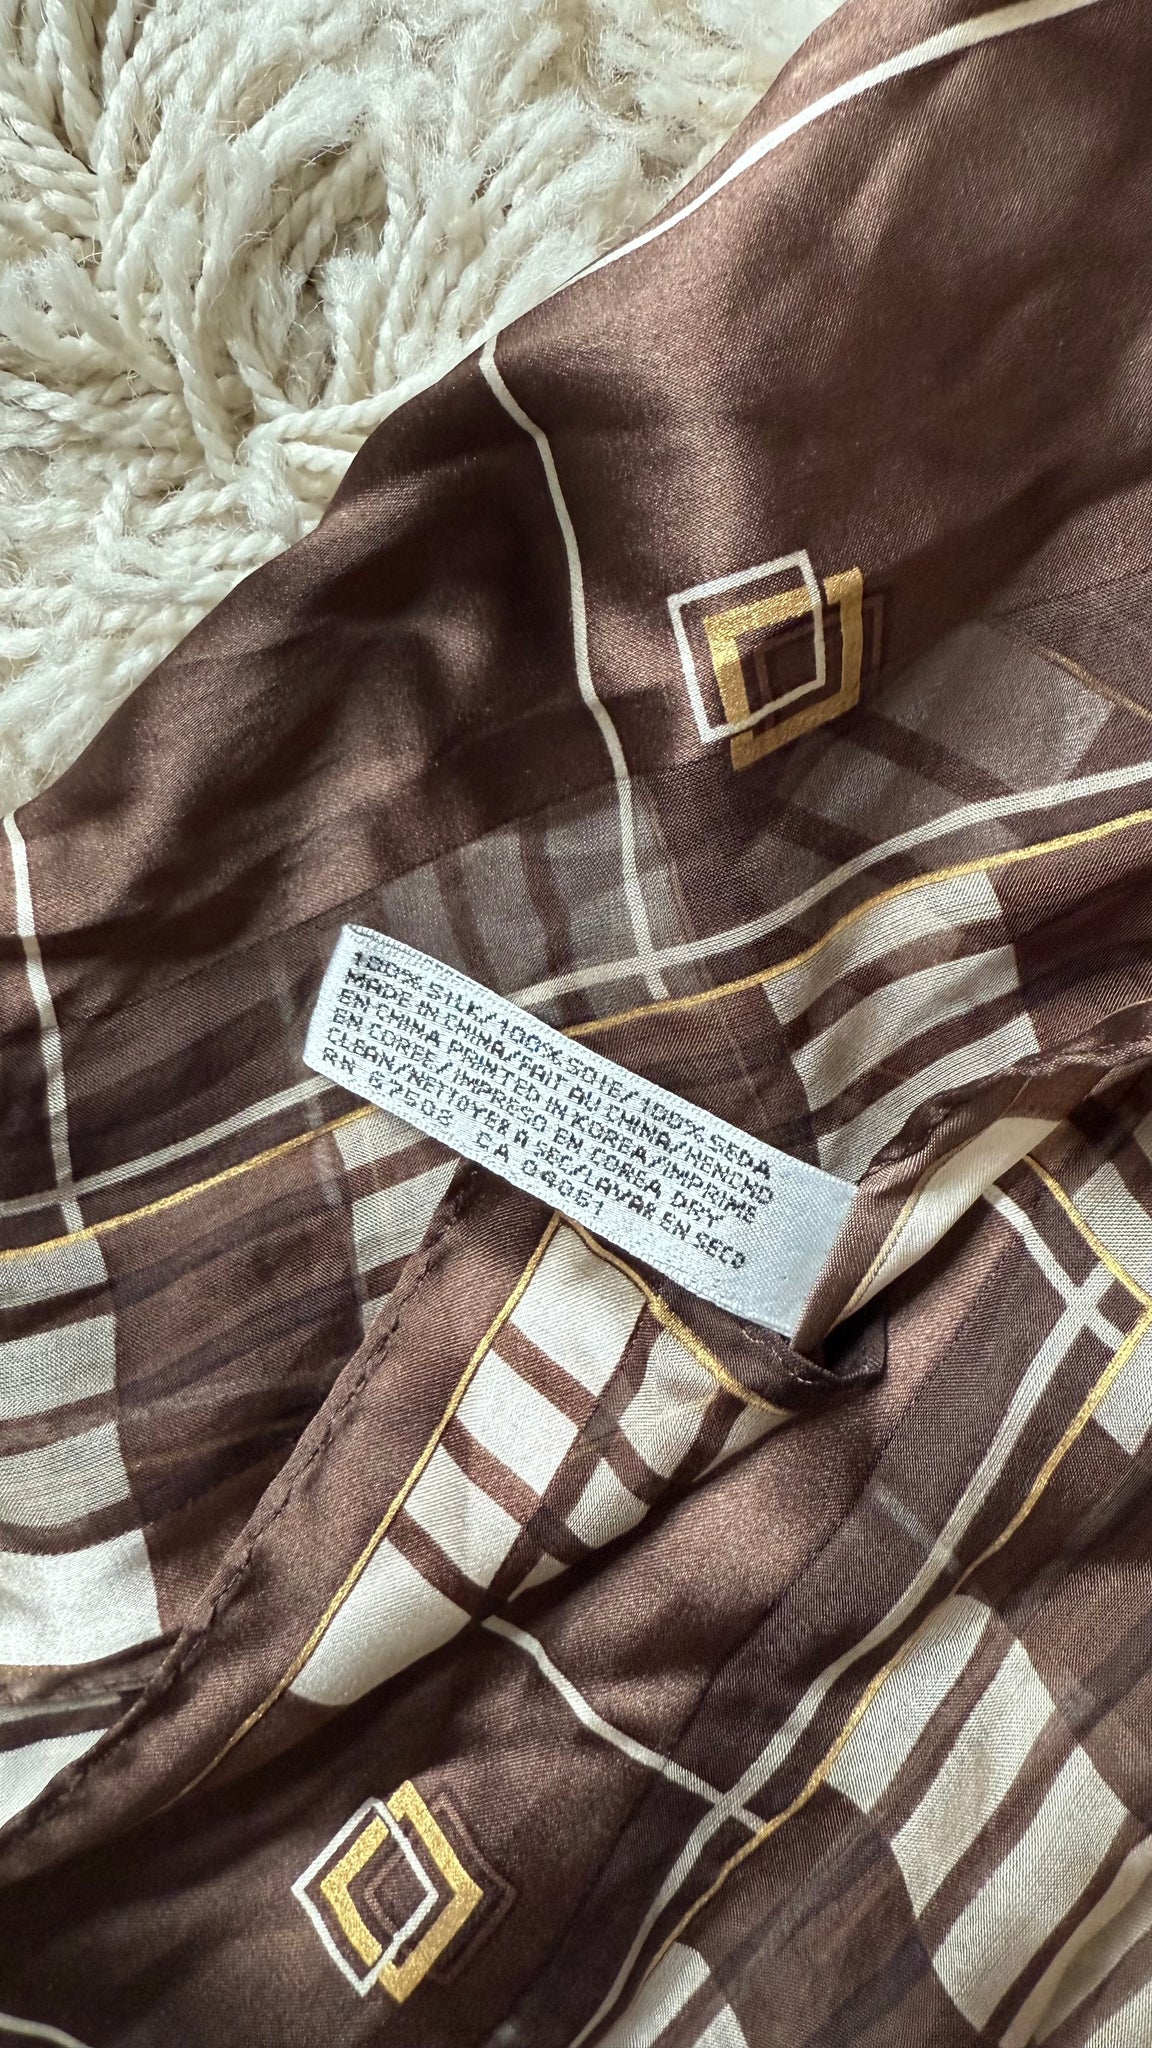 100% SILK/100% SOIE/100% SEDA
MADE IN CHINA/FAIT AU CHINA/HENCHO
EN CHINA PRINTED IN KOREA/IMPRIME
EN COREE/IMPRESO EN COREA DRY
CLEAN/NETTOYER A SEC/LAVAR EN SECO
RN 67508 CA 04051